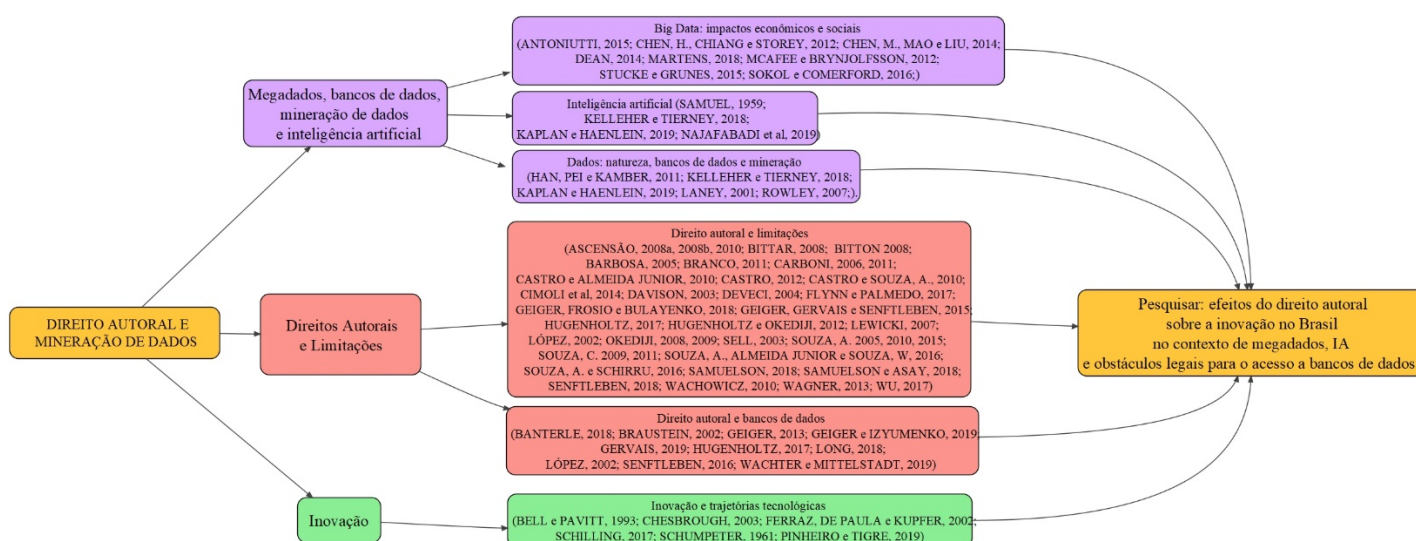 Big Data: impactos econômicos e sociais
(ANTONIUTTI, 2015; CHEN, H., CHIANG e STOREY, 2012; CHEN, M., MAO e LIU, 2014;
DEAN, 2014; MARTENS, 2018; MCAFEE e BRYNJOLFSSON, 2012;
STUCKE e GRUNES, 2015; SOKOL e COMERFORD, 2016;)
Megadados, bancos de dados,
mineração de dados
e inteligência artificial
Inteligência artificial (SAMUEL, 1959;
KELLEHER e TIERNEY, 2018;
KAPLAN e HAENLEIN, 2019; NAJAFABADI et al, 2019)
Dados: natureza, bancos de dados e mineração
(HAN, PEI e KAMBER, 2011; KELLEHER e TIERNEY, 2018;
KAPLAN e HAENLEIN, 2019; LANEY, 2001; ROWLEY, 2007;).
DIREITO AUTORAL E
MINERAÇÃO DE DADOS
Direitos Autorais
e Limitações
Direito autoral e limitações
(ASCENSÃO, 2008a, 2008b, 2010; BITTAR, 2008; BITTON 2008;
BARBOSA, 2005; BRANCO, 2011; CARBONI, 2006, 2011;
CASTRO e ALMEIDA JUNIOR, 2010; CASTRO, 2012; CASTRO e SOUZA, A., 2010;
CIMOLI et al, 2014; DAVISON, 2003; DEVECI, 2004; FLYNN e PALMEDO, 2017;
GEIGER, FROSIO e BULAYENKO, 2018; GEIGER, GERVAIS e SENFTLEBEN, 2015;
HUGENHOLTZ, 2017; HUGENHOLTZ e OKEDIJI, 2012; LEWICKI, 2007;
LÓPEZ, 2002; OKEDIJI, 2008, 2009; SELL, 2003; SOUZA, A. 2005, 2010, 2015;
SOUZA, C. 2009, 2011; SOUZA, A., ALMEIDA JUNIOR e SOUZA, W, 2016;
SOUZA, A. e SCHIRRU, 2016; SAMUELSON, 2018; SAMUELSON e ASAY, 2018;
SENFTLEBEN, 2018; WACHOWICZ, 2010; WAGNER, 2013; WU, 2017)
Pesquisar: efeitos do direito autoral
sobre a inovação no Brasil
no contexto de megadados, IA
e obstáculos legais para o acesso a bancos de dados
Direito autoral e bancos de dados
(BANTERLE, 2018; BRAUSTEIN, 2002; GEIGER, 2013; GEIGER e IZYUMENKO, 2019;
GERVAIS, 2019; HUGENHOLTZ, 2017; LONG, 2018;
LÓPEZ, 2002; SENFTLEBEN, 2016; WACHTER e MITTELSTADT, 2019)
Inovação
Inovação e trajetórias tecnológicas
(BELL e PAVITT, 1993; CHESBROUGH, 2003; FERRAZ, DE PAULA e KUPFER, 2002;
SCHILLING, 2017; SCHUMPETER, 1961; PINHEIRO e TIGRE, 2019)